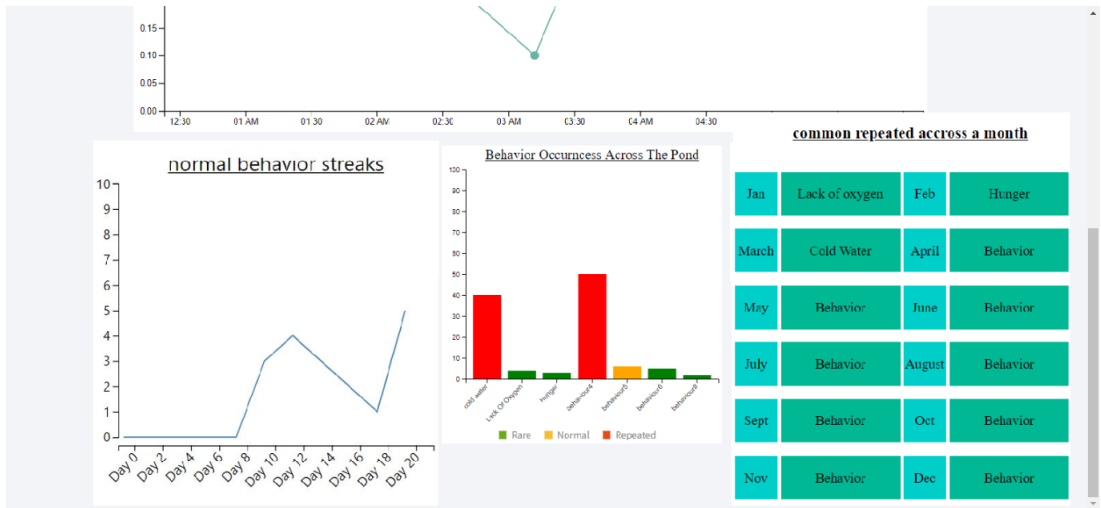 0.15
0.10
0.05
0.00
12:30 01 AM 01:30 02 AM 02:30 03 AM 03:30 04 AM 04:30
normal behavior streaks
10
9
8
7
6
5
4
3
2
1
0
Day 0 Day 2 Day 4 Day 6 Day 8 Day 10 Day 12 Day 14 Day 16 Day 18 Day 20
Behavior Occurncess Across The Pond
100
90
80
70
60
50
40
30
20
10
0
cold water Lack Of Oxygen hunger behaviour4 behaviour5 behaviour6 behaviour8
Rare Normal Repeated
common repeated accross a month
Jan Lack of oxygen Feb Hunger
March Cold Water April Behavior
May Behavior June Behavior
July Behavior August Behavior
Sept Behavior Oct Behavior
Nov Behavior Dec Behavior